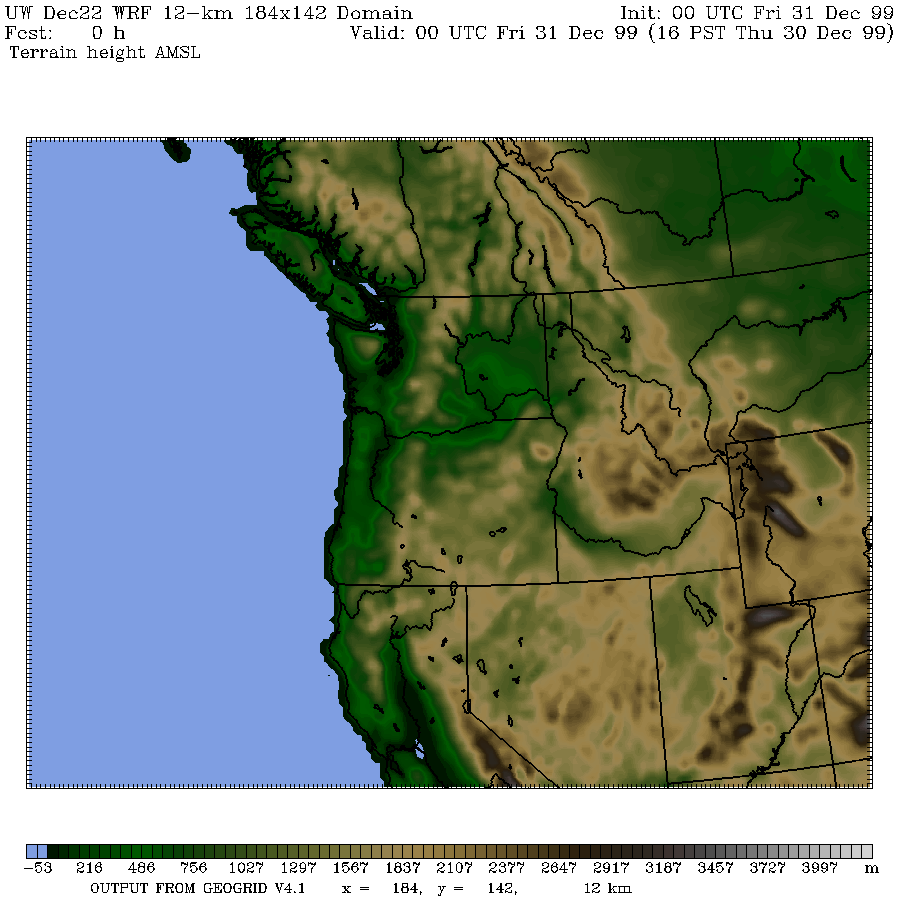 UW Dec22 WRF 12-km 184x142 Domain Init: 00 UTC Fri 31 Dec 99
Fcst: 0 h Valid: 00 UTC Fri 31 Dec 99 (16 PST Thu 30 Dec 99)
Terrain height AMSL
-53 216 486 756 1027 1297 1567 1837 2107 2377 2647 2917 3187 3457 3727 3997 m
OUTPUT FROM GEOGRID V4.1 x = 184, y = 142, 12 km